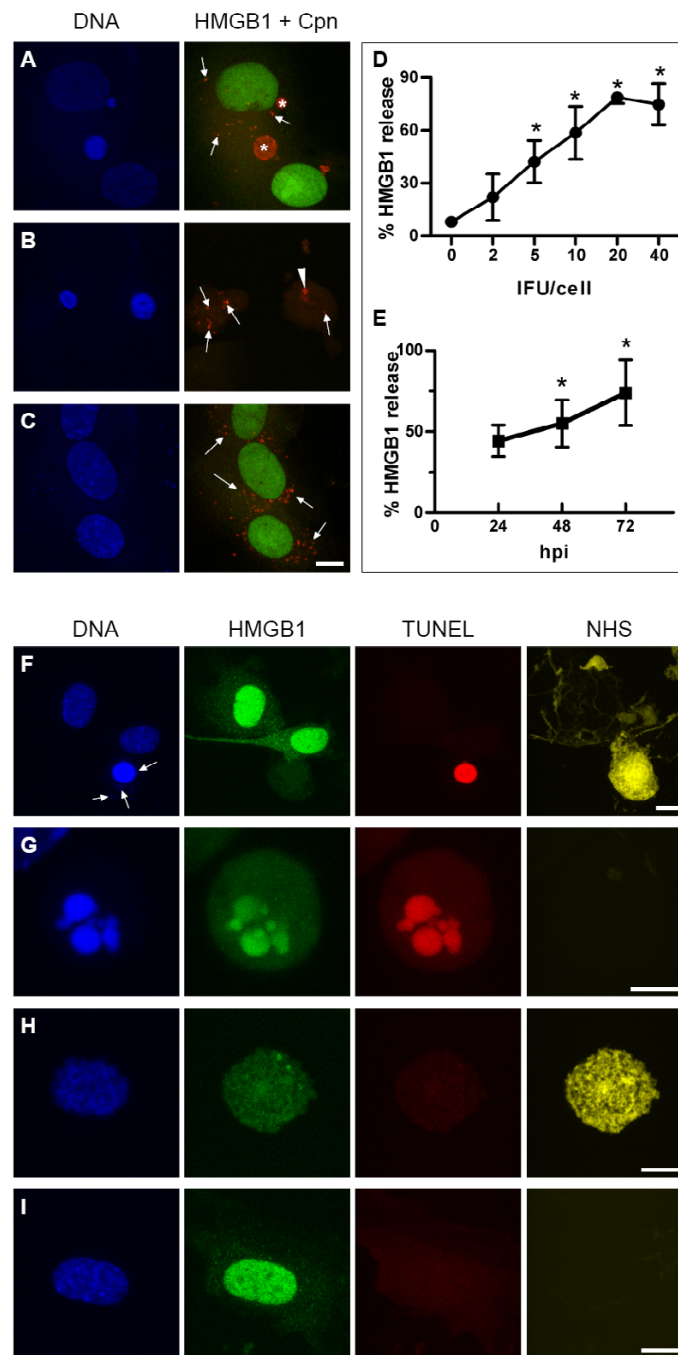 DNA HMGB1 + Cpn
A
* *
B
C
D
% HMGB1 release
90
60
30
0
* * * *
0 2 5 10 20 40
IFU/cell
E
% HMGB1 release
100
50
0
* *
0 24 48 72
hpi
DNA HMGB1 TUNEL NHS
F
G
H
I